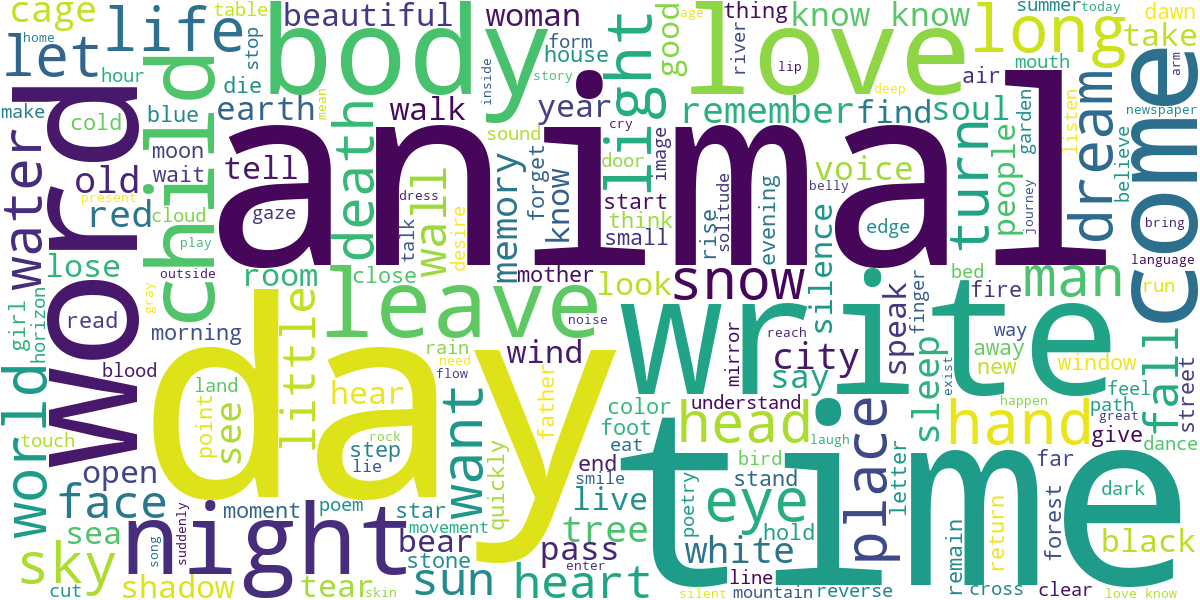 cage
table
home
stop
let
life
hour
die
make
cold
child
blue
earth
beautiful
body
woman
form
house
inside
story
year
light
good
age
thing
know know
river
lip
love
deep
air
long
summer
today
dawn
take
mouth
arm
come
newspaper
word
moon
wait
old
red
cloud
present
play
water
tell
gaze
animal
death
mean
walk
wall
dress
talk
desire
memory
sound
forget
know
cry
door
image
start
think
small
remember
find
soul
voice
belly
rise
solitude
evening
silence
edge
turn
people
garden
journey
listen
dream
believe
bring
language
run
lose
girl
horizon
read
gray
outside
morning
room
close
leave
mother
noise
look
snow
reach
mirror
city
say
write
speak
finger
bed
fire
man
way
away
new
window
fall
street
blood
world
touch
open
day
land
point
see
little
hear
rock
step
lie
rain
need
flow
wind
father
want
quickly
color
foot
eat
understand
head
laugh
sleep
exist
hand
happen
feel
path
great
give
dance
face
sea
sky
cut
night
song
suddenly
moment
shadow
poem
tear
skin
star
movement
bear
stone
sun
end
smile
live
tree
pass
enter
heart
bird
stand
eye
poetry
hold
white
line
mountain
silent
reverse
place
letter
time
remain
return
cross
far
forest
clear
dark
black
love know